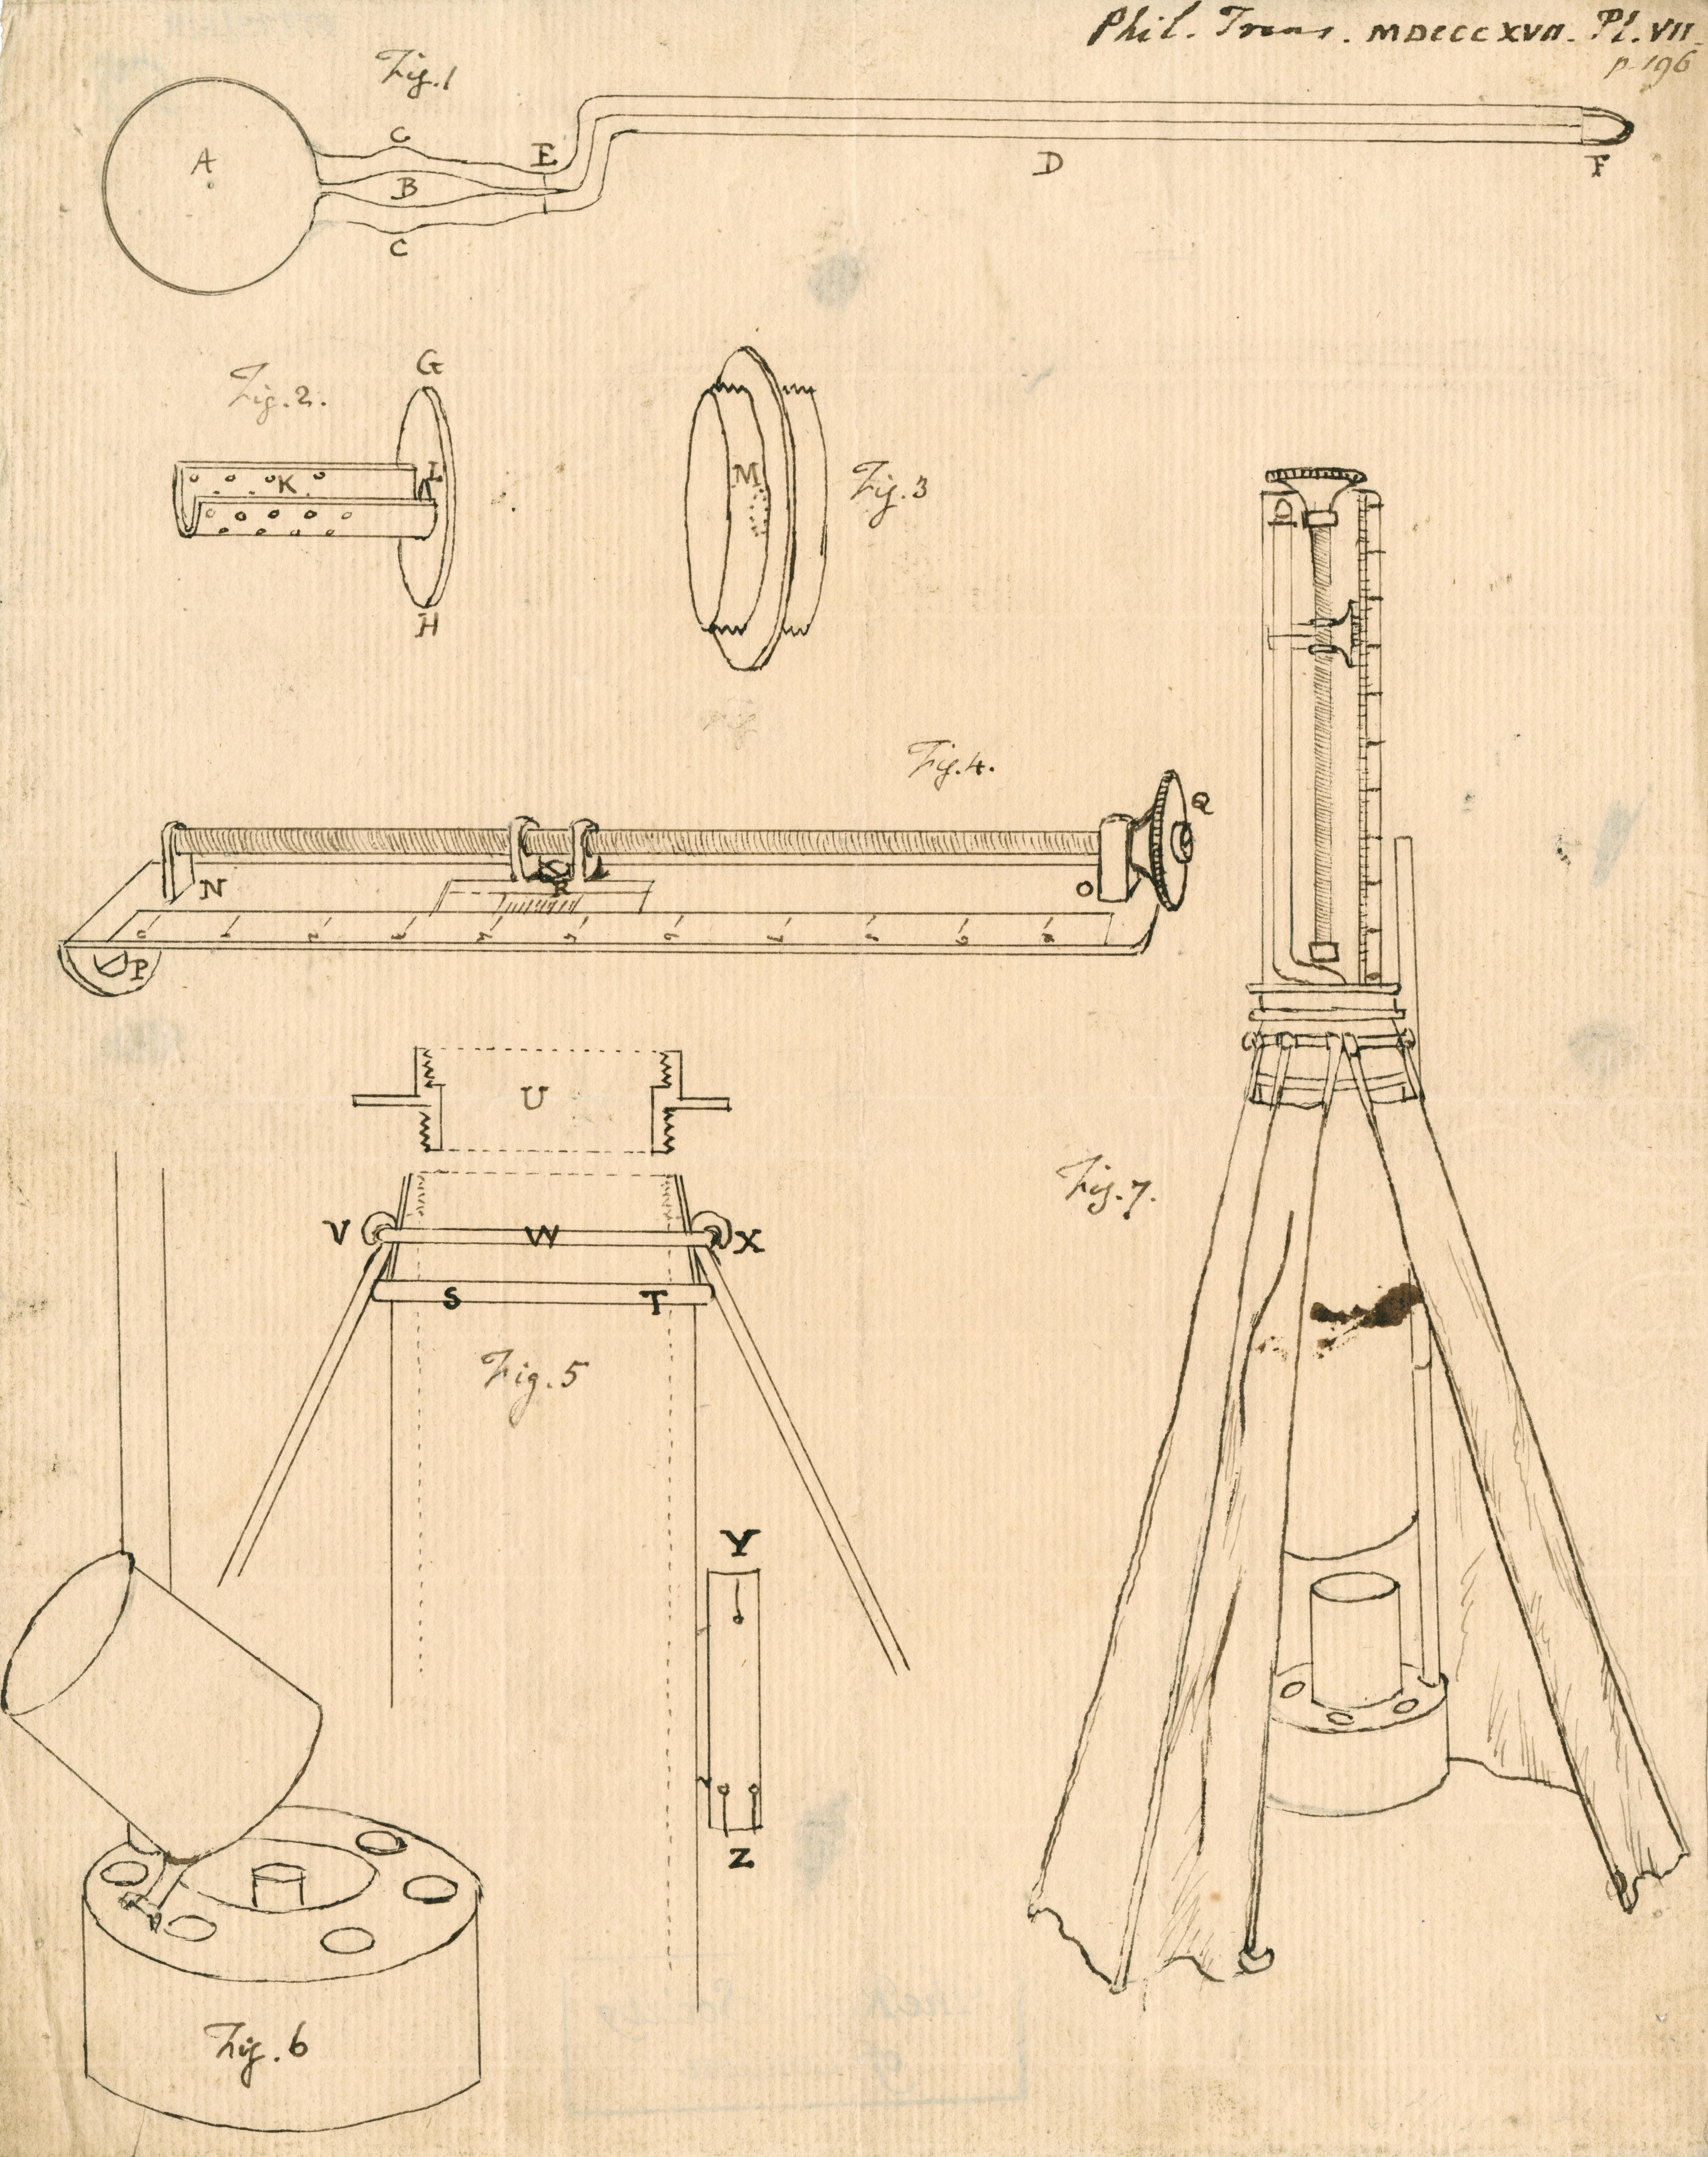 Phil. Trans. MDCCCXVII. Pl. VII.
p. 196
Fig. 1
A
C
B
C
E
D
F
Fig. 2.
G
K
I
H
M
Fig. 3
D
Fig. 4.
Q
N
R
O
P
U
V
W
X
S
T
Fig. 5
Fig. 7.
Y
Z
Fig. 6